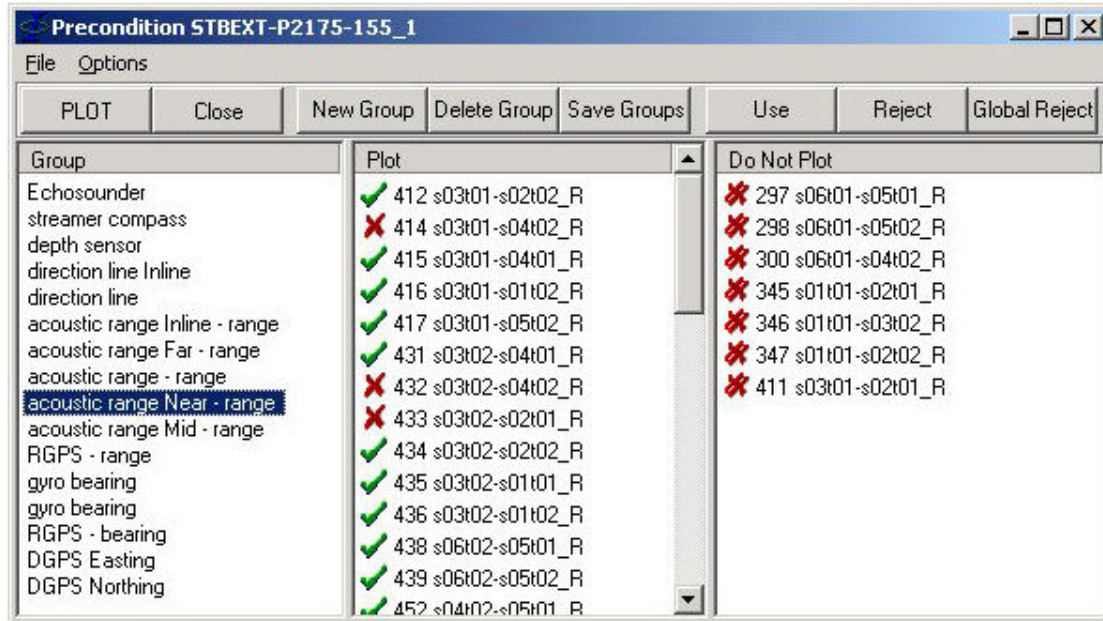 Precondition STBEXT-P2175-155_1
File Options
PLOT Close New Group Delete Group Save Groups Use Reject Global Reject
Group
Echosounder
streamer compass
depth sensor
direction line Inline
direction line
acoustic range Inline - range
acoustic range Far - range
acoustic range - range
acoustic range Near - range
acoustic range Mid - range
RGPS - range
gyro bearing
gyro bearing
RGPS - bearing
DGPS Easting
DGPS Northing
Plot
412 s03t01-s02t02_R
414 s03t01-s04t02_R
415 s03t01-s04t01_R
416 s03t01-s01t02_R
417 s03t01-s05t02_R
431 s03t02-s04t01_R
432 s03t02-s04t02_R
433 s03t02-s02t01_R
434 s03t02-s02t02_R
435 s03t02-s01t01_R
436 s03t02-s01t02_R
438 s06t02-s05t01_R
439 s06t02-s05t02_R
452 s04t02-s05t01_R
Do Not Plot
297 s06t01-s05t01_R
298 s06t01-s05t02_R
300 s06t01-s04t02_R
345 s01t01-s02t01_R
346 s01t01-s03t02_R
347 s01t01-s02t02_R
411 s03t01-s02t01_R